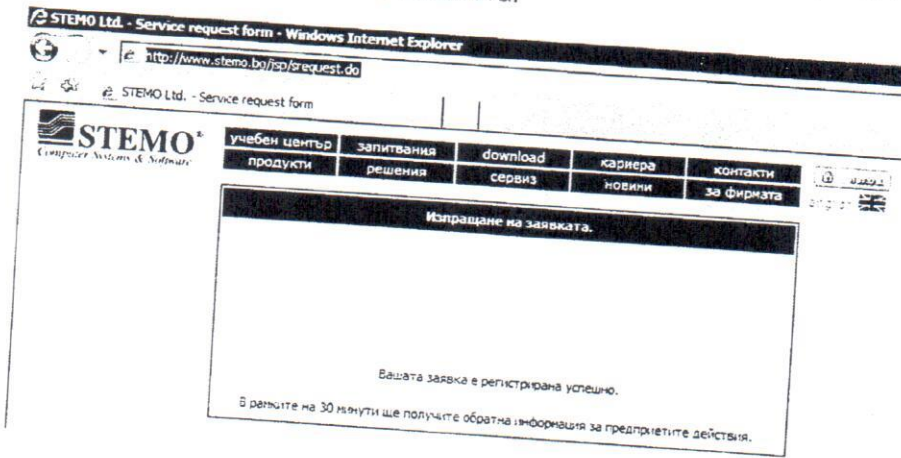 STEMO Ltd. - Service request form - Windows Internet Explorer
http://www.stemo.bg/jsp/srequest.do
STEMO Ltd. - Service request form
STEMO®
Computer Systems & Software
учебен център запитвания download кариера контакти
продукти решения сервиз новини за фирмата
вход
english
Изпращане на заявката.
Вашата заявка е регистрирана успешно.
В рамките на 30 минути ще получите обратна информация за предприетите действия.